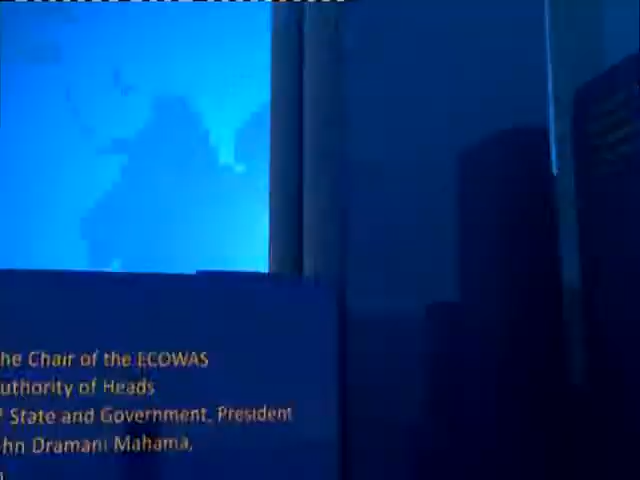 he Chair of the ECOWAS
uthority of Heads
State and Government, President
hn Dramani Mahama,